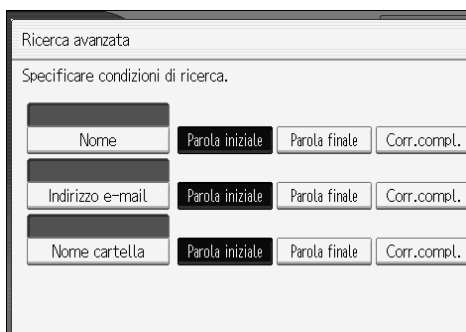 Ricerca avanzata
Specificare condizioni di ricerca.
Nome Parola iniziale Parola finale Corr.compl.
Indirizzo e-mail Parola iniziale Parola finale Corr.compl.
Nome cartella Parola iniziale Parola finale Corr.compl.